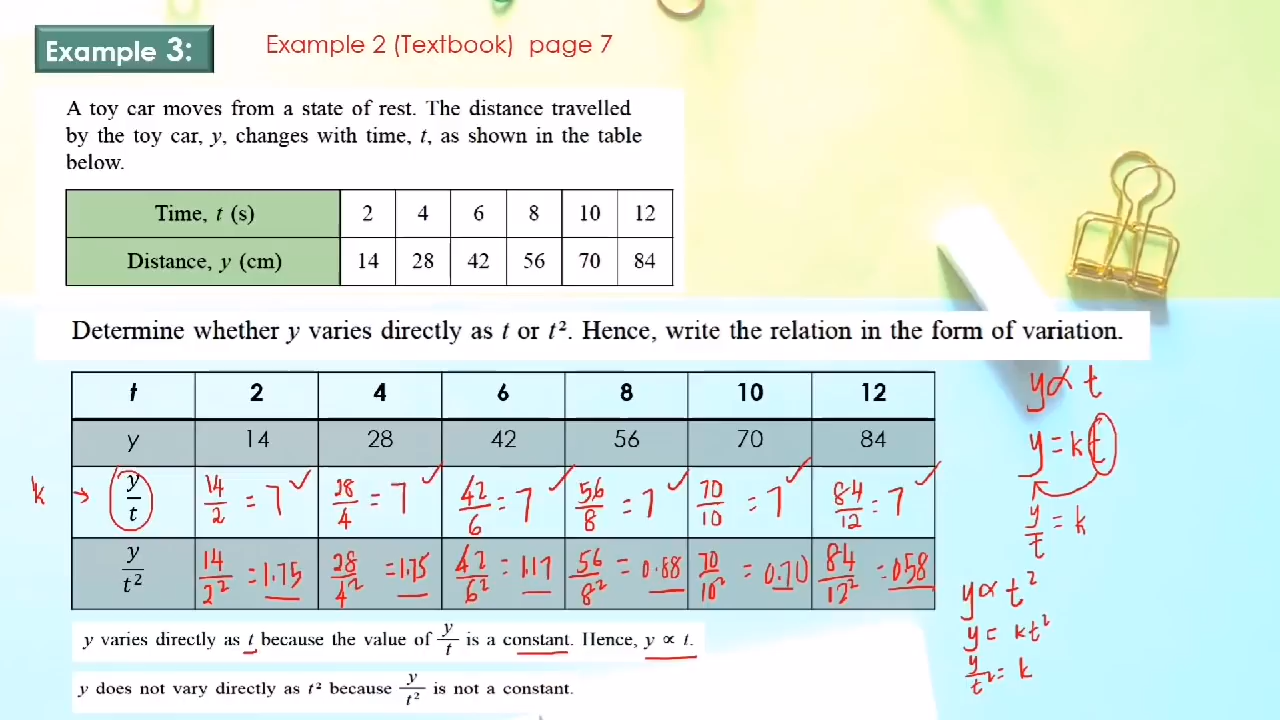 Example 3:
Example 2 (Textbook) page 7
A toy car moves from a state of rest. The distance travelled
by the toy car, y, changes with time, t, as shown in the table
below.
Time, t (s) 2 4 6 8 10 12
Distance, y (cm) 14 28 42 56 70 84
Determine whether y varies directly as t or t². Hence, write the relation in the form of variation.
t 2 4 6 8 10 12
y 14 28 42 56 70 84
k → y/t 14/2 = 7 ✓ 28/4 = 7 ✓ 42/6 = 7 ✓ 56/8 = 7 ✓ 70/10 = 7 ✓ 84/12 = 7 ✓
y/t² 14/2² = 1.75 28/4² = 1.75 42/6² = 1.17 56/8² = 0.88 70/10² = 0.70 84/12² = 0.58
y varies directly as t because the value of y/t is a constant. Hence, y ∝ t.
y does not vary directly as t² because y/t² is not a constant.
y ∝ t
y = kt
y/t = k
y ∝ t²
y = kt²
y/t² = k